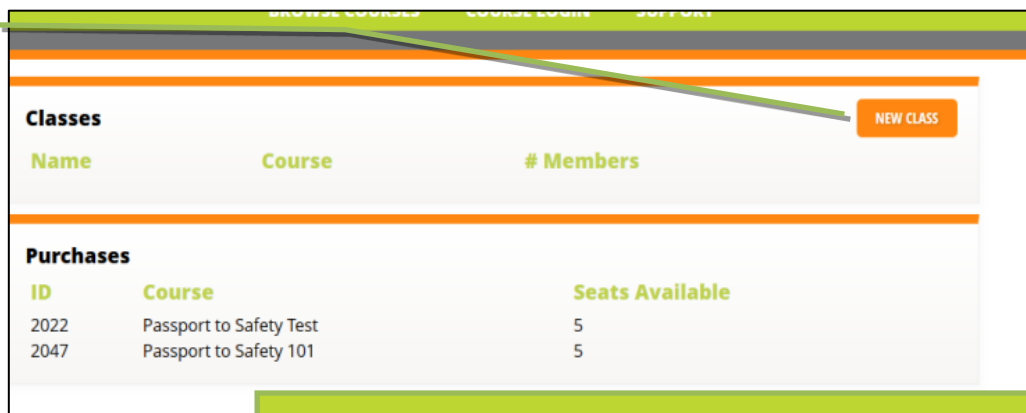 BROWSE COURSES COURSE LOGIN SUPPORT
Classes NEW CLASS
Name Course # Members
Purchases
ID Course Seats Available
2022 Passport to Safety Test 5
2047 Passport to Safety 101 5